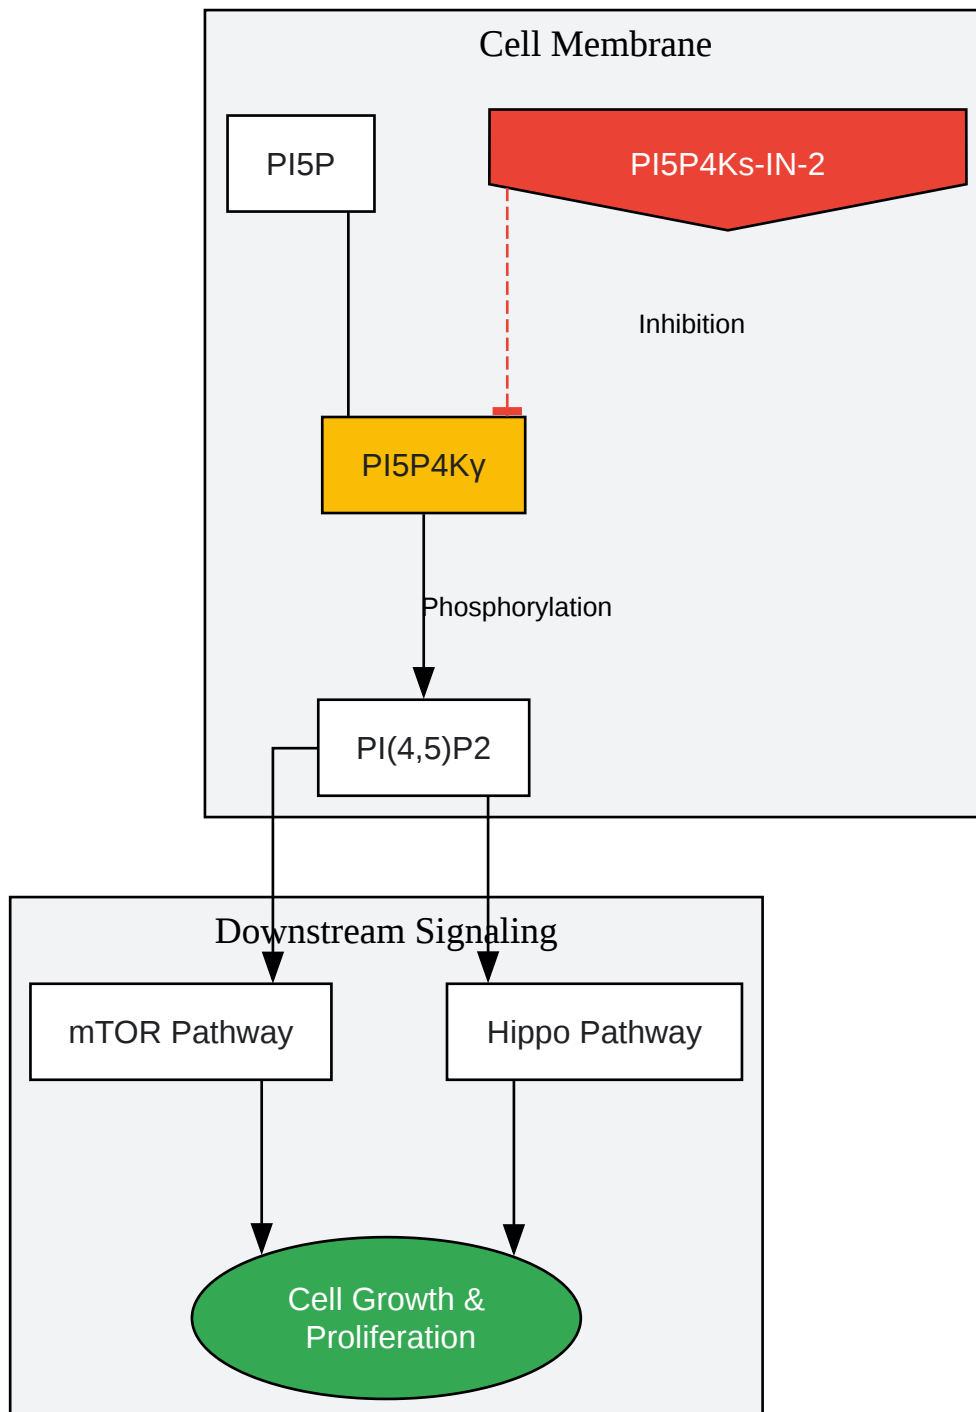 Cell Membrane
PI5P
PI5P4Ks-IN-2
Inhibition
PI5P4Kγ
Phosphorylation
PI(4,5)P2
Downstream Signaling
mTOR Pathway
Hippo Pathway
Cell Growth &
Proliferation